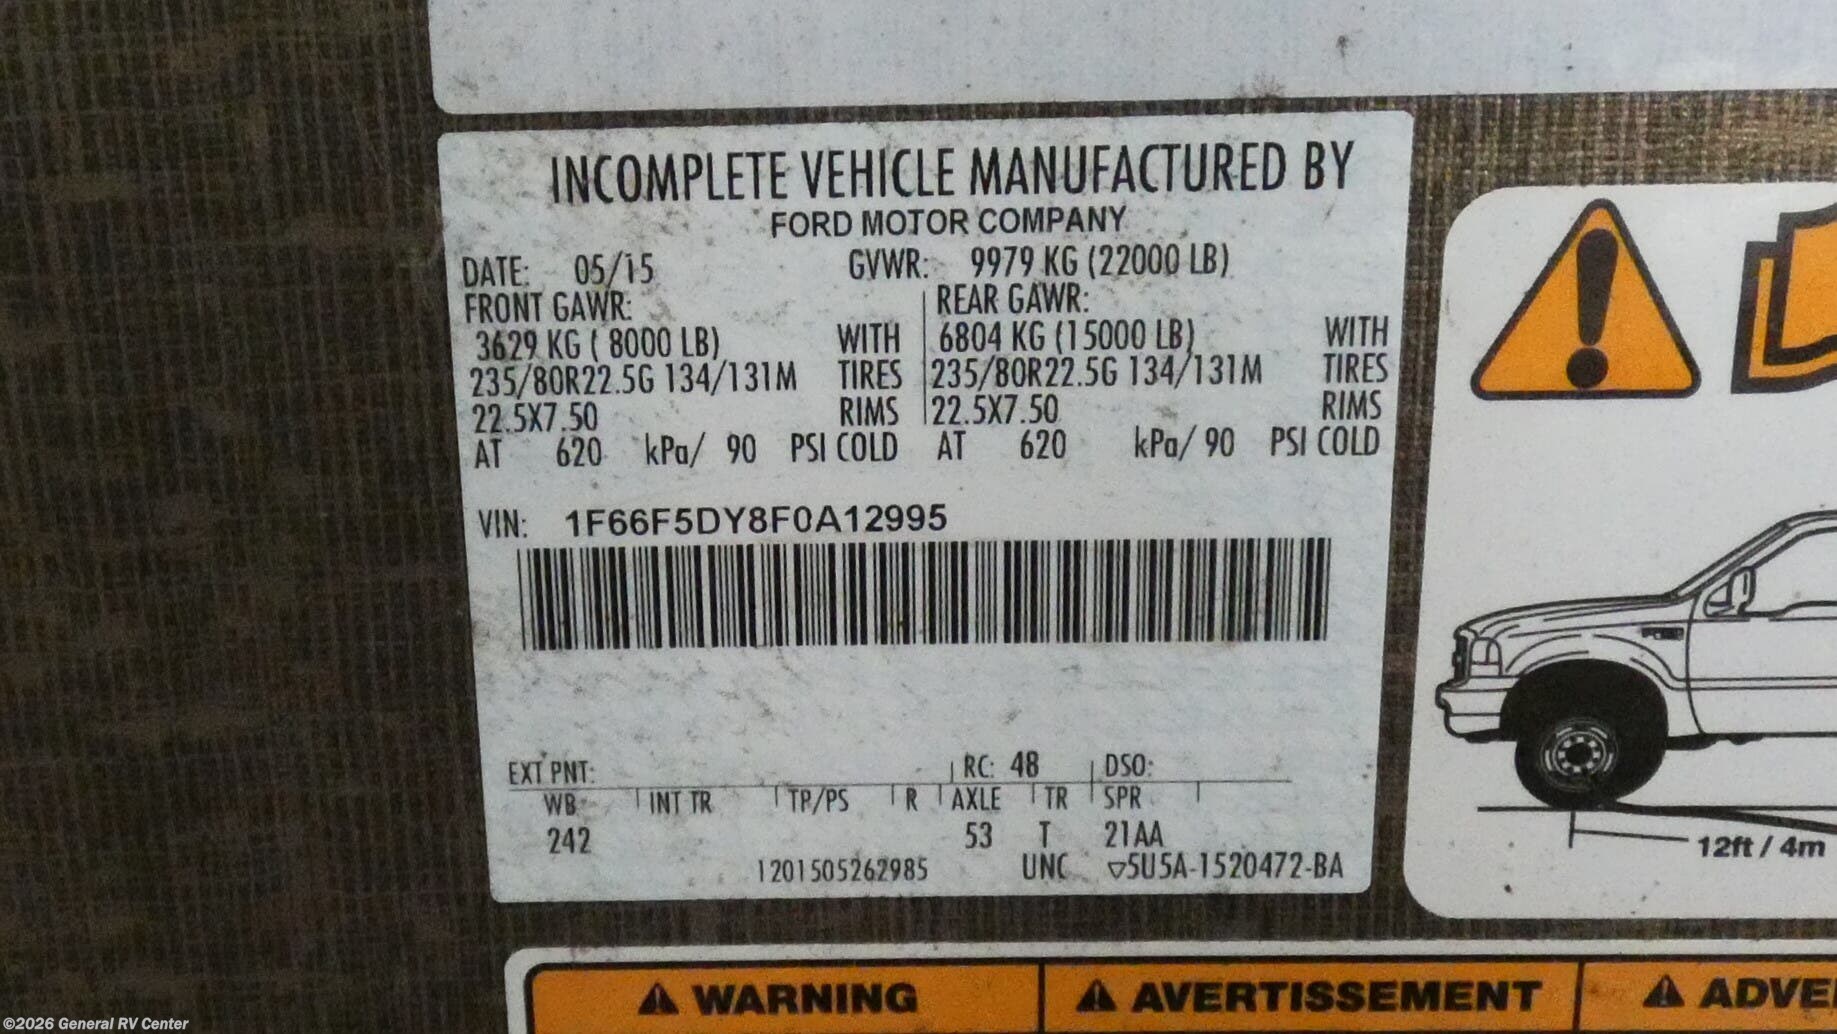 INCOMPLETE VEHICLE MANUFACTURED BY
FORD MOTOR COMPANY
DATE: 05/15 GVWR: 9979 KG (22000 LB)
FRONT GAWR: REAR GAWR:
3629 KG ( 8000 LB) WITH 6804 KG (15000 LB) WITH
235/80R22.5G 134/131M TIRES 235/80R22.5G 134/131M TIRES
22.5X7.50 RIMS 22.5X7.50 RIMS
AT 620 kPa/ 90 PSI COLD AT 620 kPa/ 90 PSI COLD
VIN: 1F66F5DY8F0A12995
EXT PNT: RC: 48 DSO:
WB INT TR TP/PS R AXLE TR SPR
242 53 T 21AA
1201505262985 UNC ▽5U5A-1520472-BA
12ft / 4m
⚠ WARNING ⚠ AVERTISSEMENT ⚠ ADVE
©2026 General RV Center